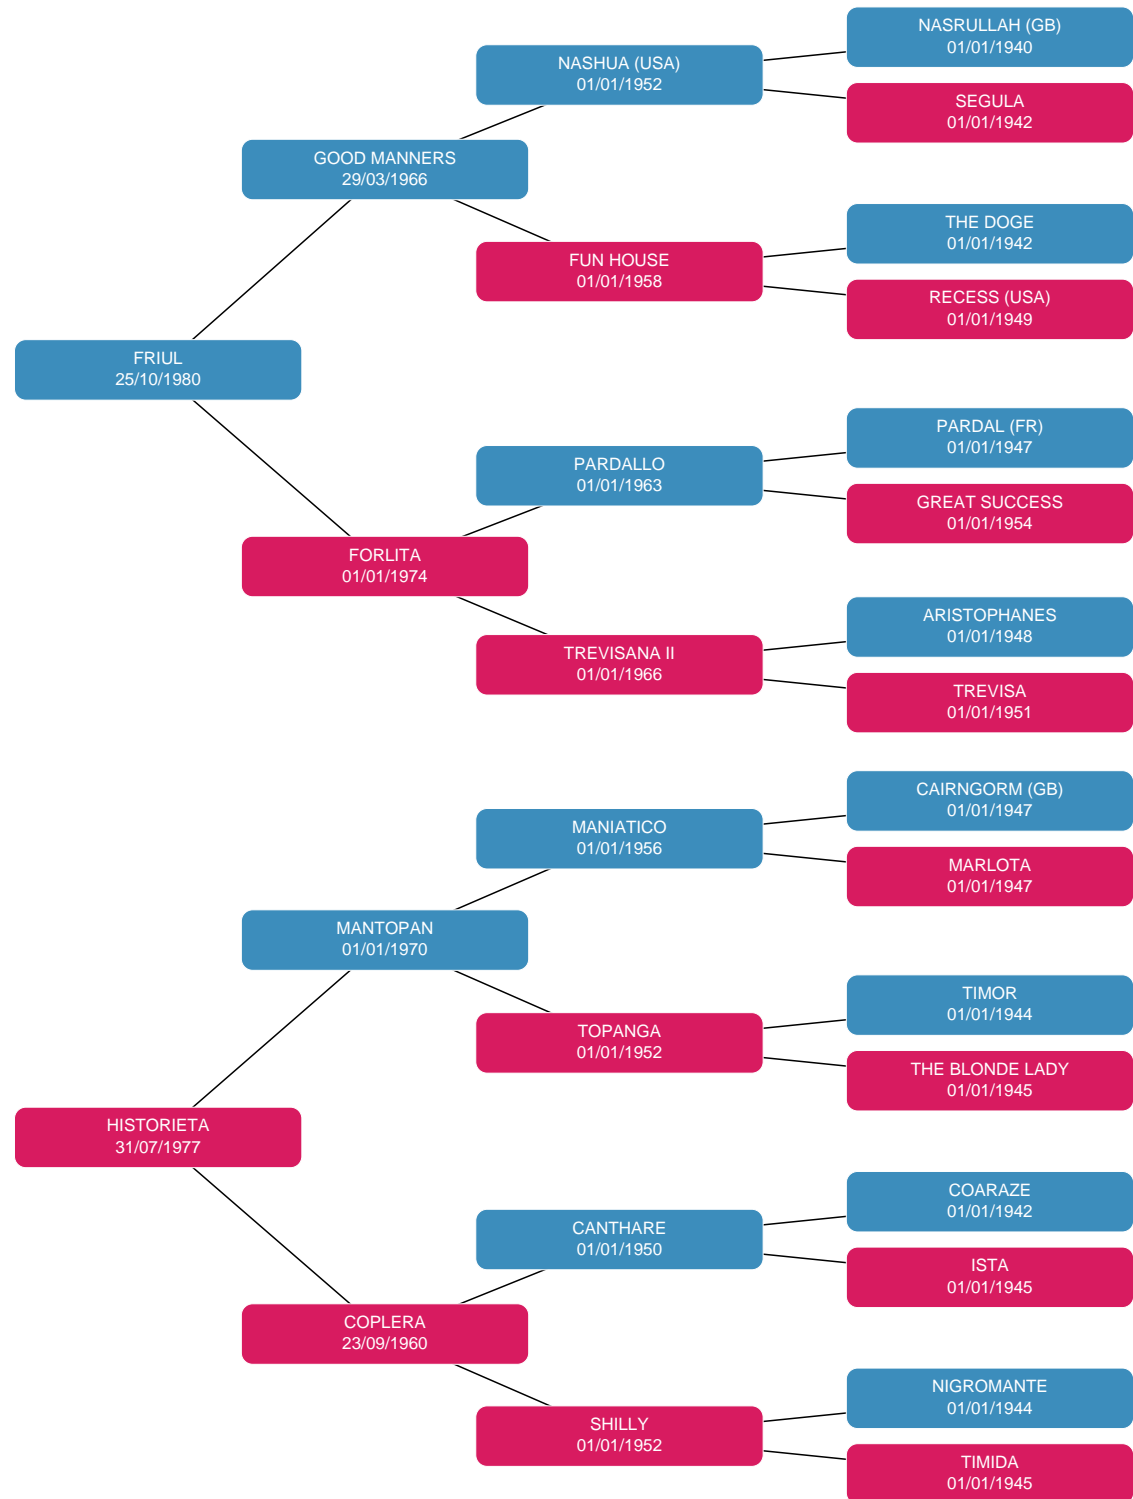 NASRULLAH (GB)
01/01/1940
NASHUA (USA)
01/01/1952
SEGULA
01/01/1942
GOOD MANNERS
29/03/1966
THE DOGE
01/01/1942
FUN HOUSE
01/01/1958
RECESS (USA)
01/01/1949
FRIUL
25/10/1980
PARDAL (FR)
01/01/1947
PARDALLO
01/01/1963
GREAT SUCCESS
01/01/1954
FORLITA
01/01/1974
ARISTOPHANES
01/01/1948
TREVISANA II
01/01/1966
TREVISA
01/01/1951
CAIRNGORM (GB)
01/01/1947
MANIATICO
01/01/1956
MARLOTA
01/01/1947
MANTOPAN
01/01/1970
TIMOR
01/01/1944
TOPANGA
01/01/1952
THE BLONDE LADY
01/01/1945
HISTORIETA
31/07/1977
COARAZE
01/01/1942
CANTHARE
01/01/1950
ISTA
01/01/1945
COPLERA
23/09/1960
NIGROMANTE
01/01/1944
SHILLY
01/01/1952
TIMIDA
01/01/1945